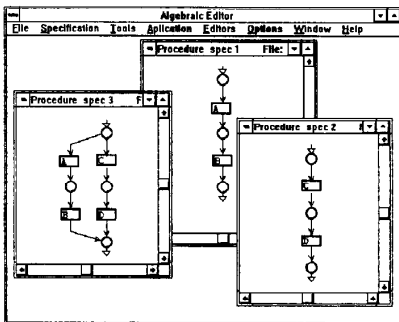 Algebraic Editor
File Specification Tools Aplication Editors Options Window Help
Procedure spec 1 File:
A
B
Procedure spec 3 F
A C
B D
Procedure spec 2
C
D